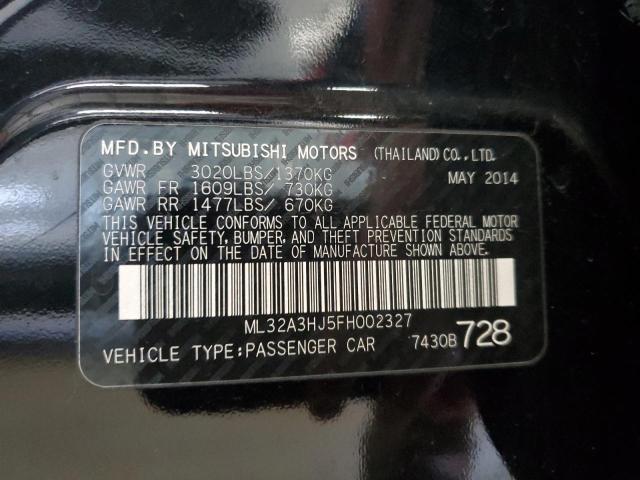 MFD.BY MITSUBISHI MOTORS (THAILAND)CO.,LTD.
GVWR 3020LBS/1370KG MAY 2014
GAWR FR 1609LBS/ 730KG
GAWR RR 1477LBS/ 670KG
THIS VEHICLE CONFORMS TO ALL APPLICABLE FEDERAL MOTOR
VEHICLE SAFETY, BUMPER, AND THEFT PREVENTION STANDARDS
IN EFFECT ON THE DATE OF MANUFACTURE SHOWN ABOVE.
ML32A3HJ5FH002327
VEHICLE TYPE:PASSENGER CAR 7430B 728